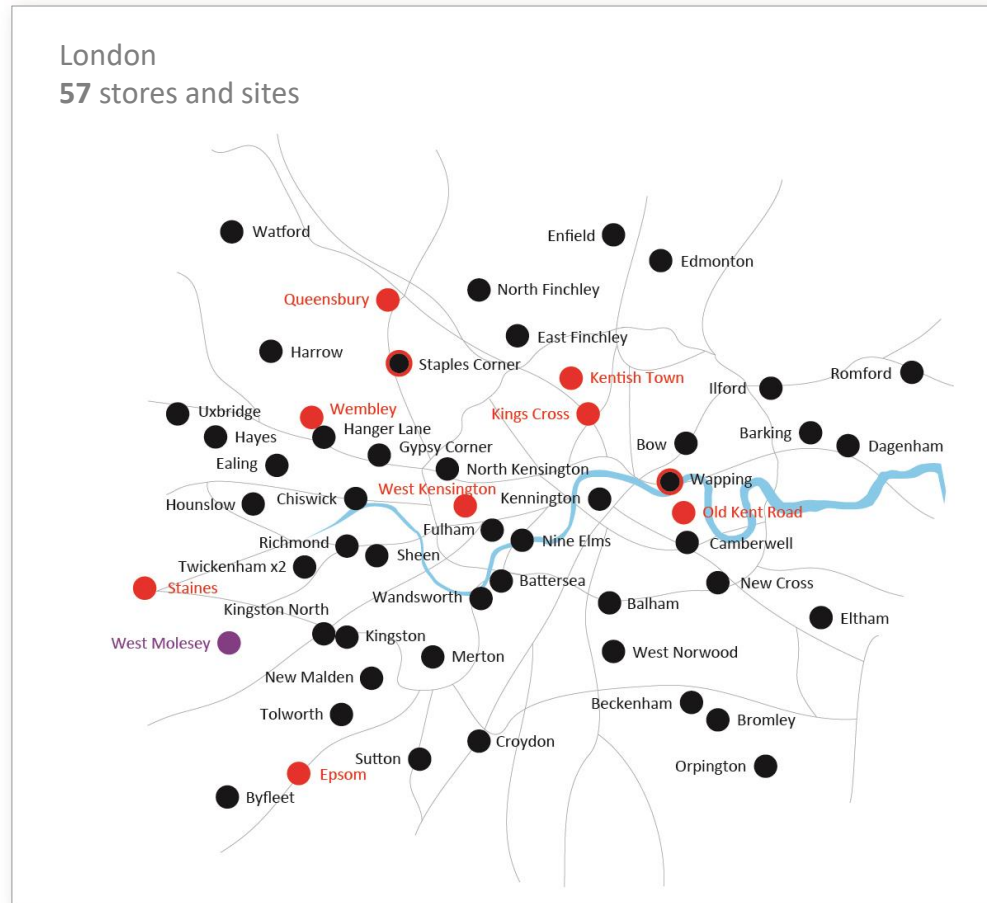 London
57 stores and sites
Watford
Enfield
Edmonton
North Finchley
Queensbury
East Finchley
Harrow
Staples Corner
Kentish Town
Romford
Ilford
Uxbridge
Wembley
Kings Cross
Hanger Lane
Hayes
Gypsy Corner
Bow
Barking
Dagenham
Ealing
North Kensington
Wapping
West Kensington
Kennington
Chiswick
Hounslow
Old Kent Road
Fulham
Nine Elms
Camberwell
Richmond
Sheen
Twickenham x2
Battersea
New Cross
Staines
Wandsworth
Balham
Kingston North
Eltham
Kingston
West Molesey
Merton
West Norwood
New Malden
Beckenham
Tolworth
Bromley
Croydon
Sutton
Orpington
Epsom
Byfleet